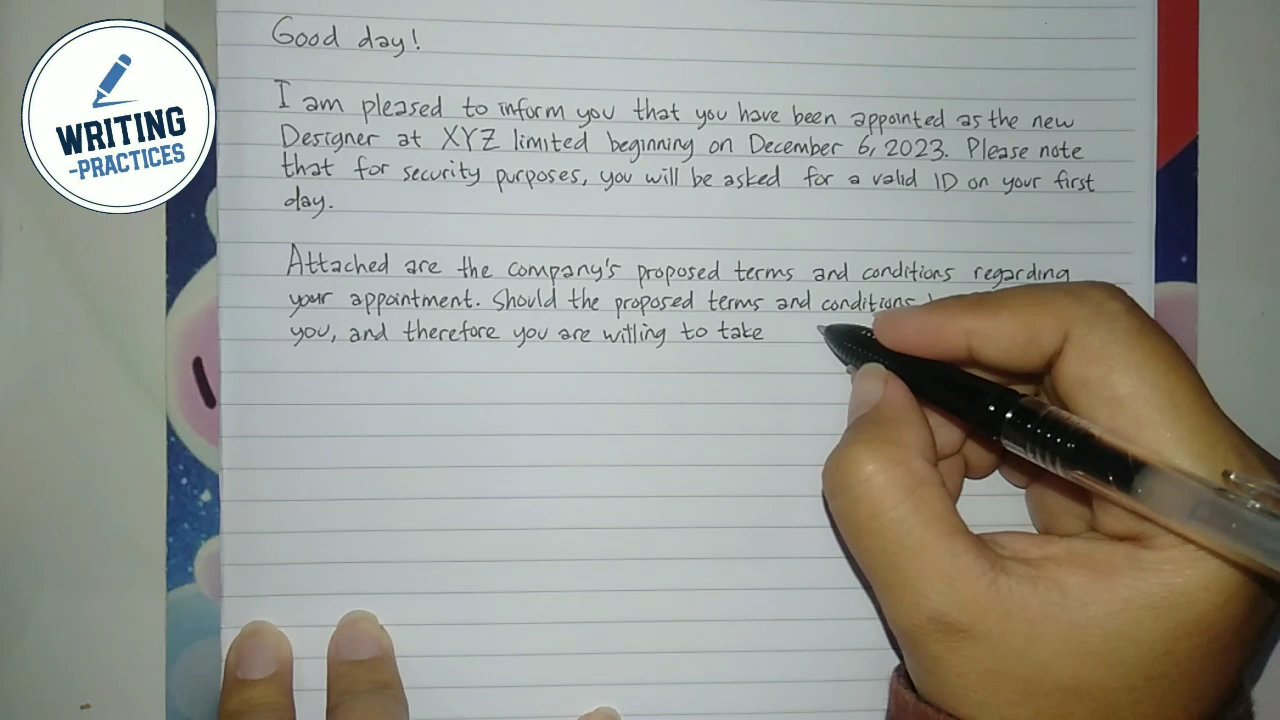 WRITING
-PRACTICES
Good day!
I am pleased to inform you that you have been appointed as the new
Designer at XYZ limited beginning on December 6, 2023. Please note
that for security purposes, you will be asked for a valid ID on your first
day.
Attached are the company's proposed terms and conditions regarding
your appointment. Should the proposed terms and conditions
you, and therefore you are willing to take